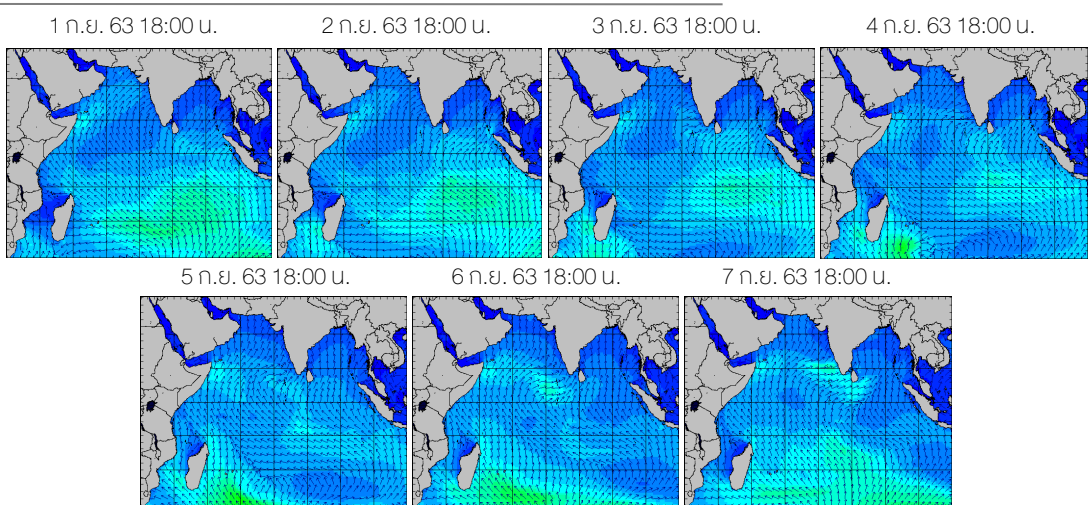 1 ก.ย. 63 18:00 น.
2 ก.ย. 63 18:00 น.
3 ก.ย. 63 18:00 น.
4 ก.ย. 63 18:00 น.
5 ก.ย. 63 18:00 น.
6 ก.ย. 63 18:00 น.
7 ก.ย. 63 18:00 น.